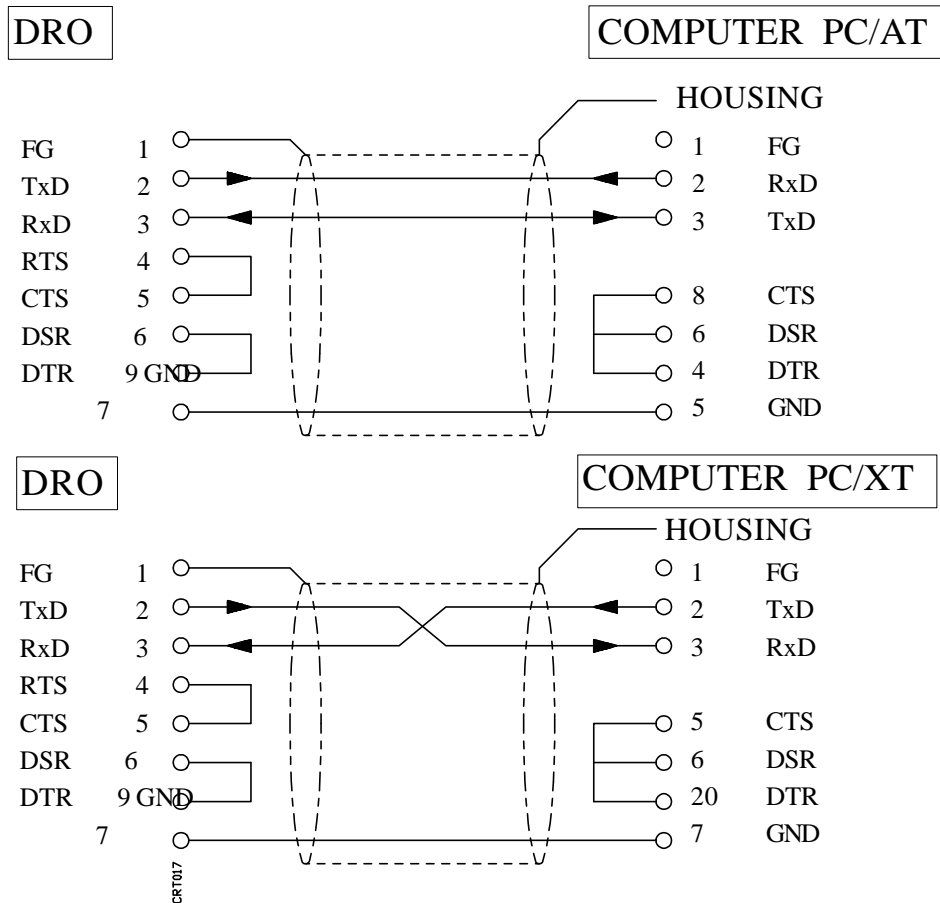 DRO COMPUTER PC/AT
HOUSING
FG 1 1 FG
TxD 2 2 RxD
RxD 3 3 TxD
RTS 4
CTS 5 8 CTS
DSR 6 6 DSR
DTR 9 GND 4 DTR
7 5 GND
DRO COMPUTER PC/XT
HOUSING
FG 1 1 FG
TxD 2 2 TxD
RxD 3 3 RxD
RTS 4
CTS 5 5 CTS
DSR 6 6 DSR
DTR 9 GND 20 DTR
7 7 GND
CRT017